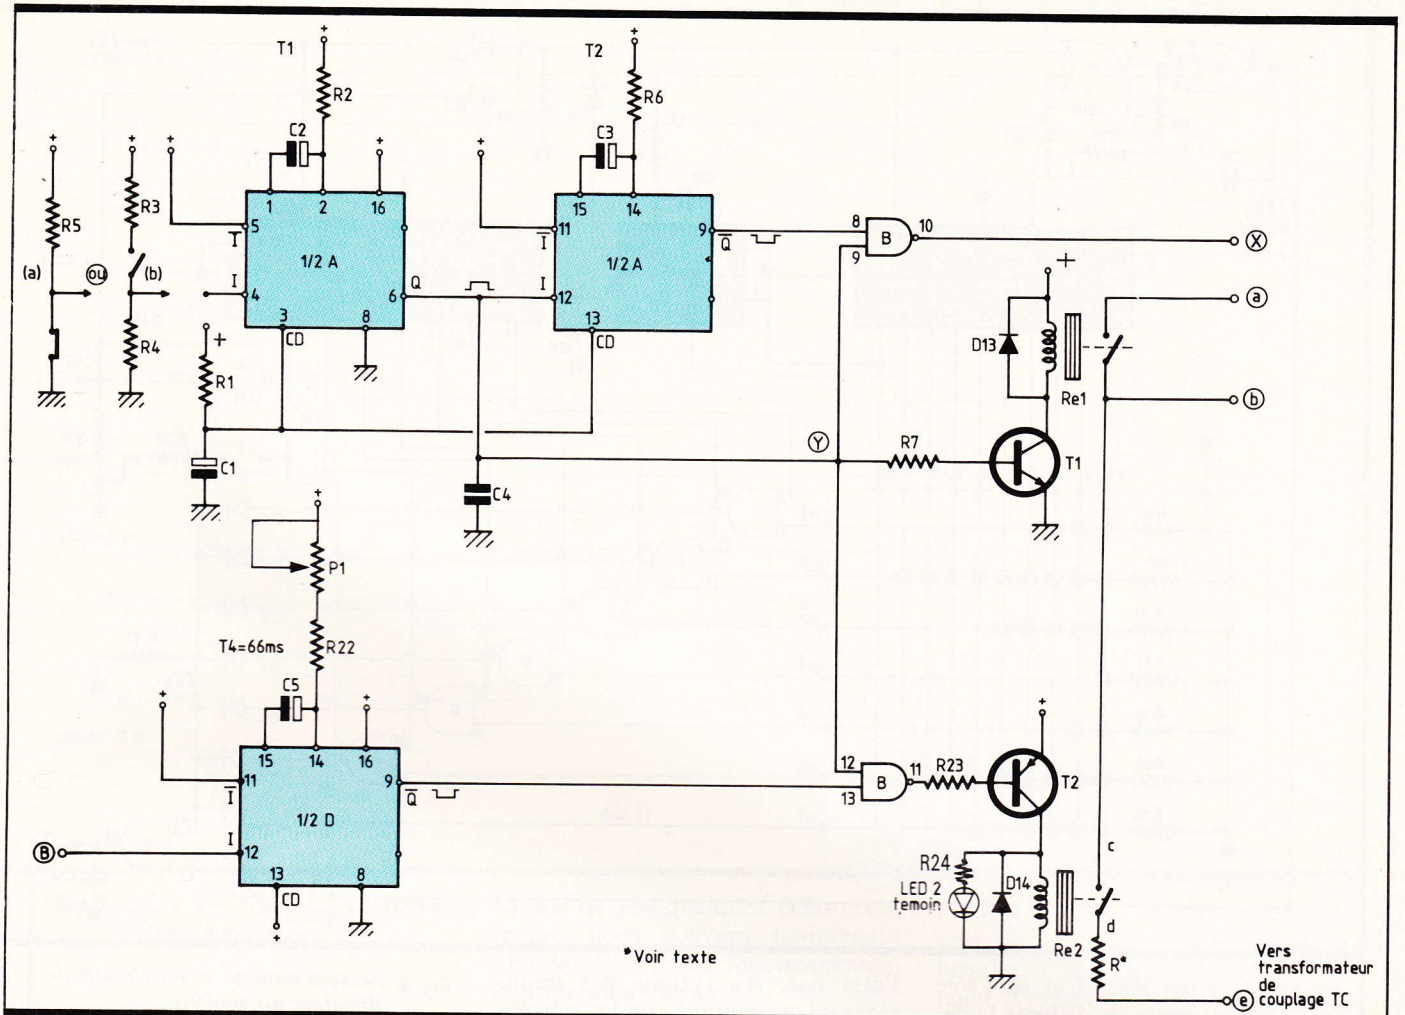 T1
+
R2
C2
T2
+
R6
C3
+
+
+
+
+
R5
R3
R4
(a)
ou
(b)
1
2
16
5
I
1/2 A
I
4
Q
6
3
CD
8
15
14
11
I
1/2 A
9
Q
I
12
13
CD
8
9
B
10
X
a
b
+
R1
C1
C4
Y
R7
+
D13
Re1
T1
+
P1
T4=66ms
R22
C5
+
+
15
14
16
11
I
9
Q
1/2 D
I
B
12
13
CD
8
+
12
13
B
11
R23
+
T2
R24
LED 2
temoin
D14
Re2
c
d
R*
*Voir texte
e
Vers
transformateur
de
couplage TC